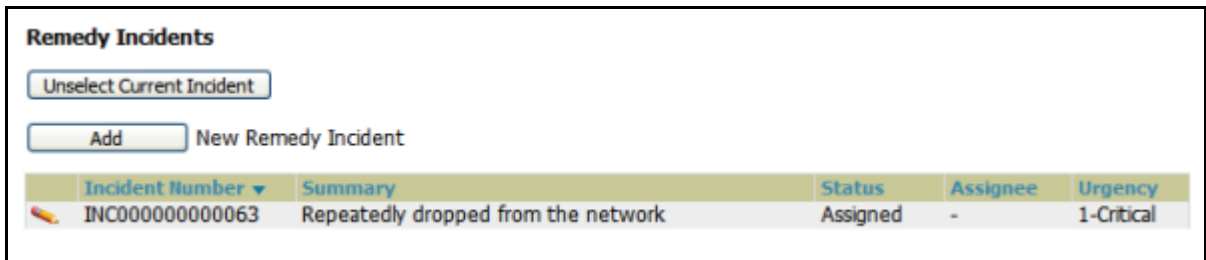 Remedy Incidents
Unselect Current Incident
Add New Remedy Incident
Incident Number Summary Status Assignee Urgency
INC000000000063 Repeatedly dropped from the network Assigned - 1-Critical